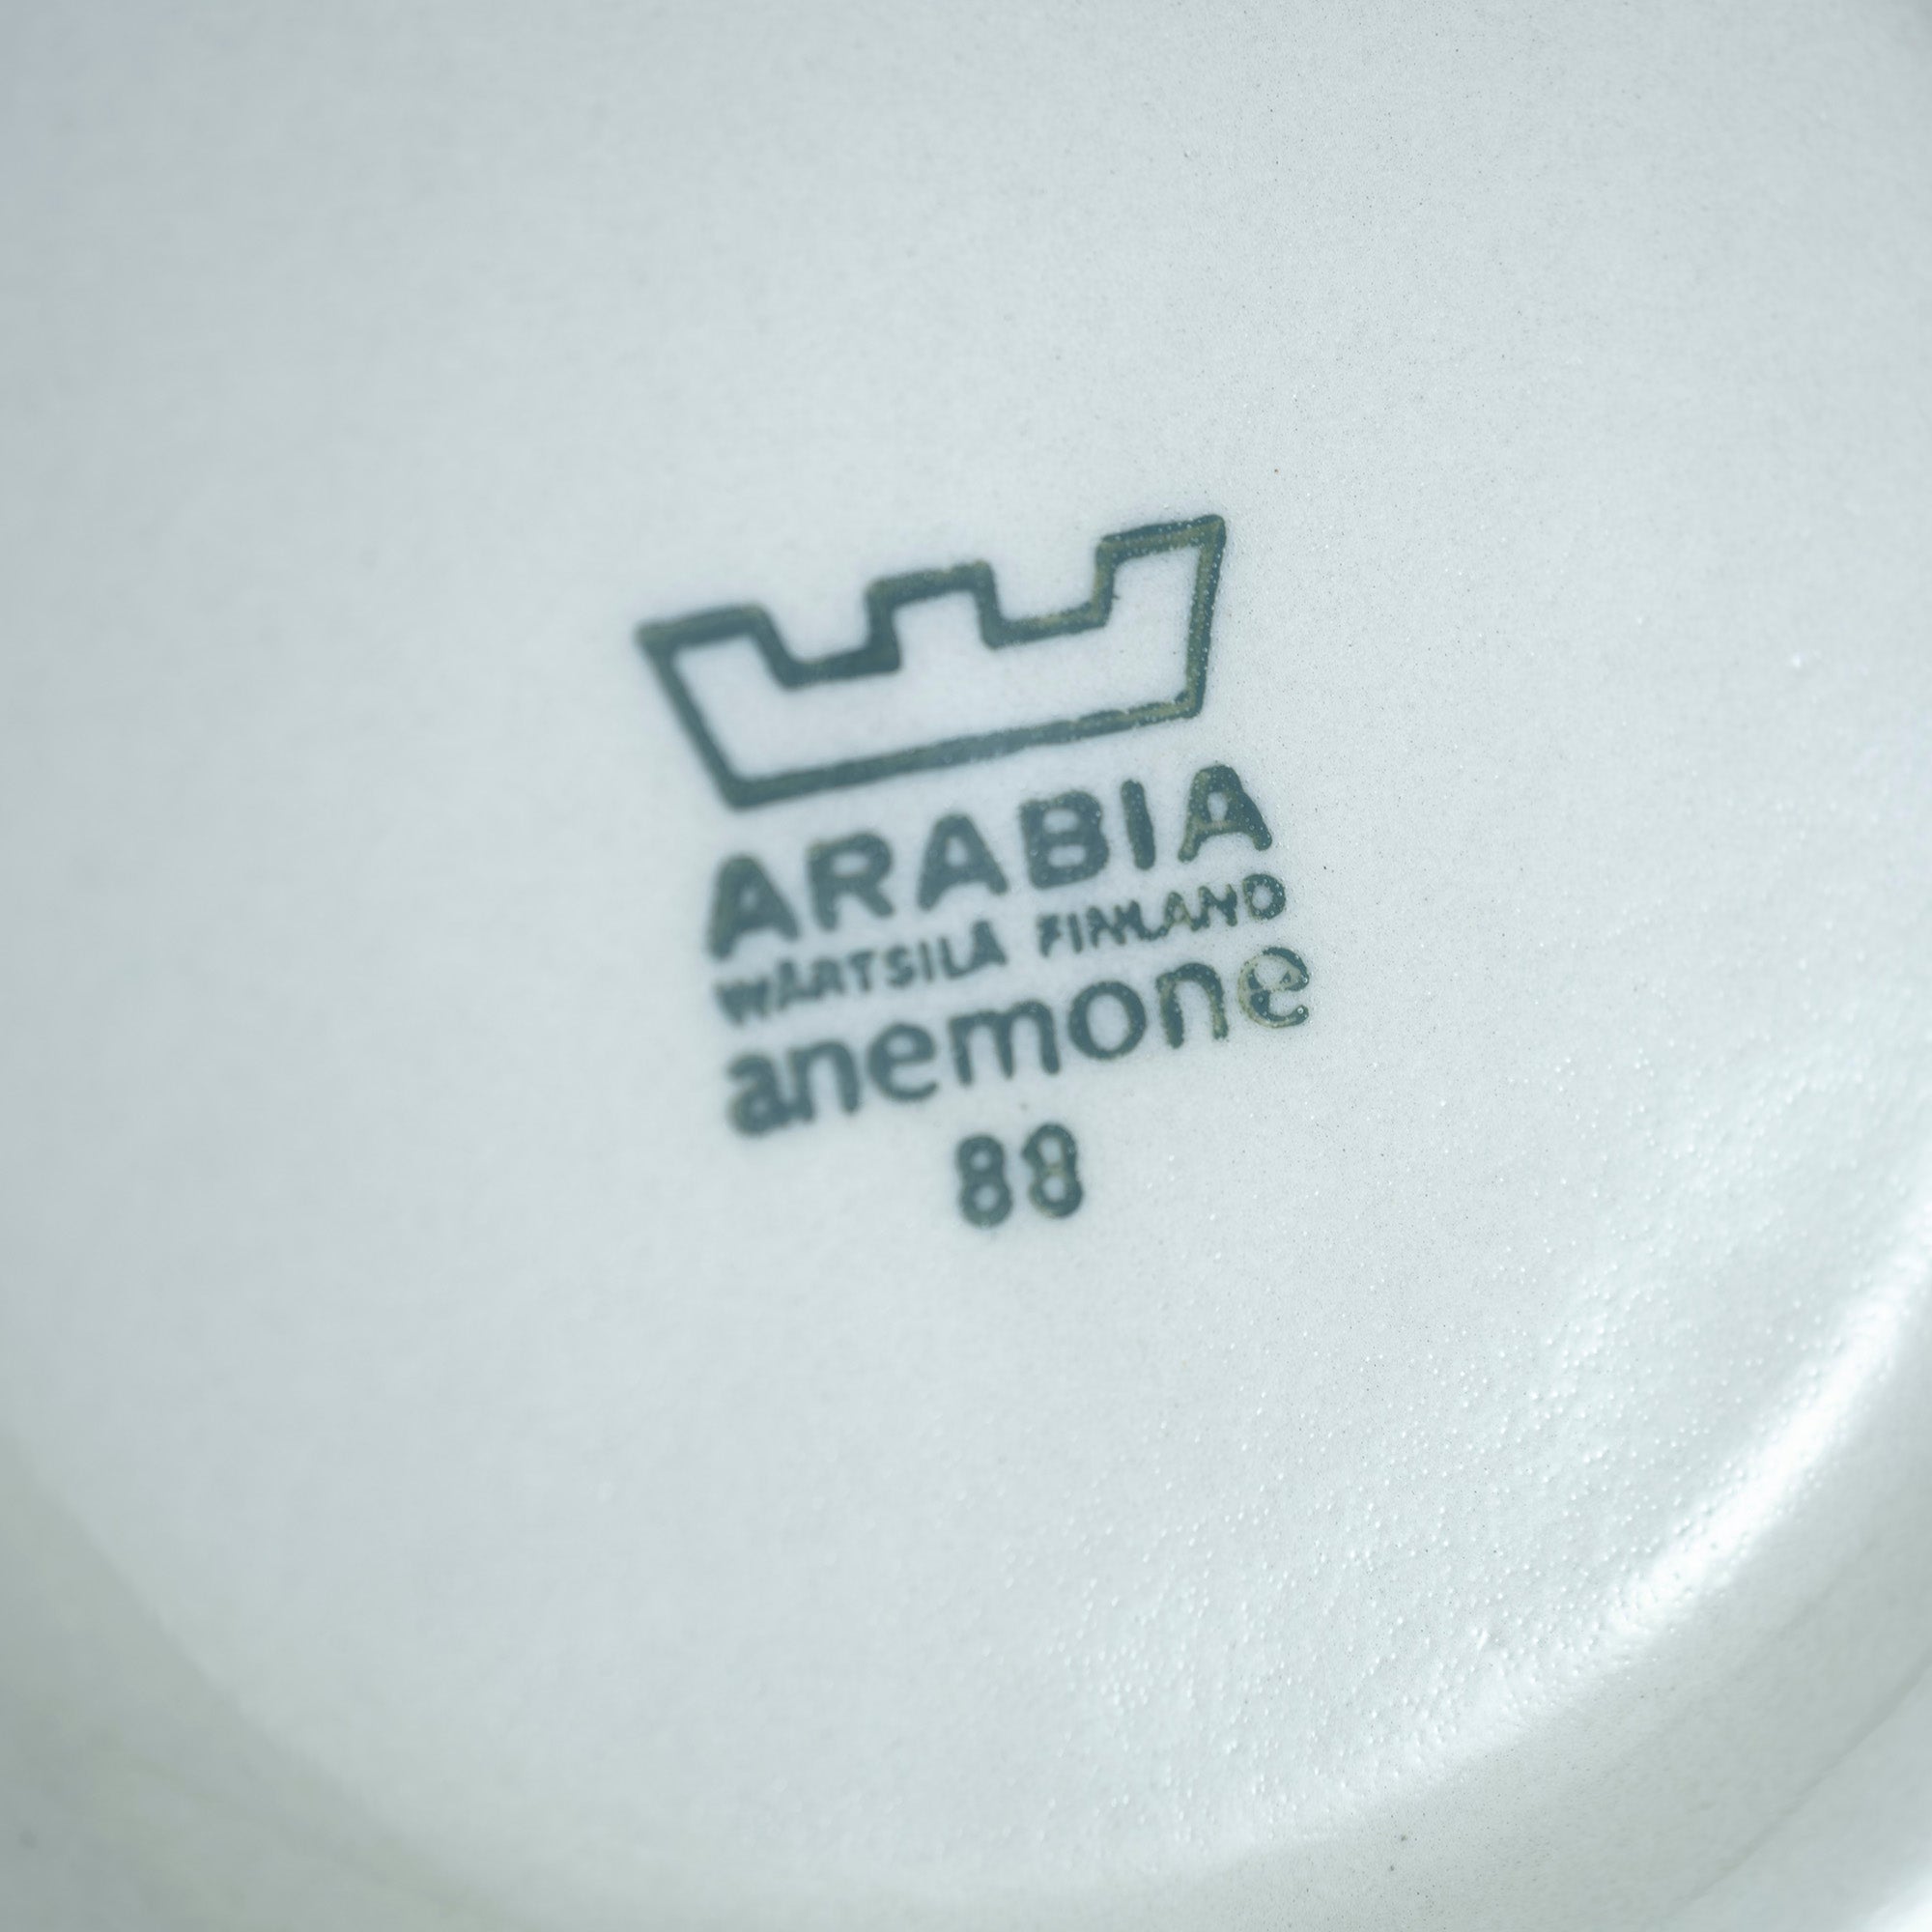 ARABIA
WÄRTSILÄ FINLAND
anemone
88